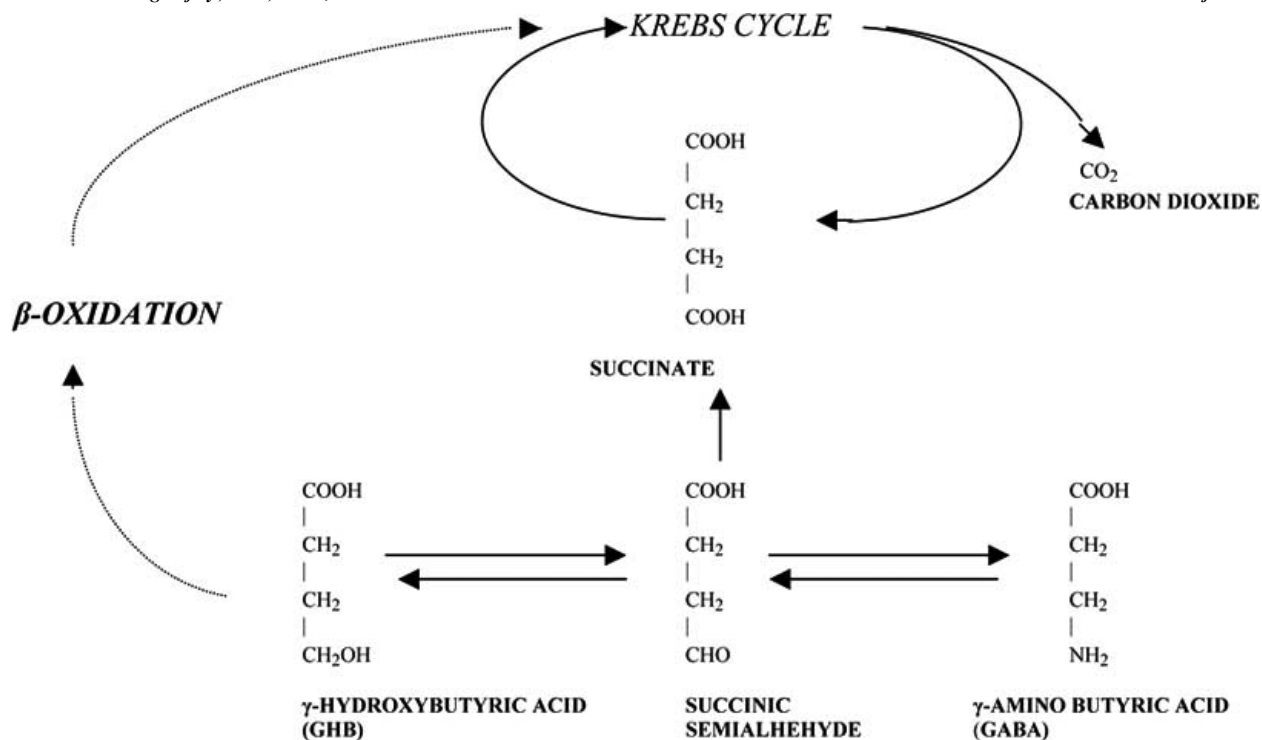 KREBS CYCLE
COOH
|
CH₂
|
CH₂
|
COOH
SUCCINATE
CO₂
CARBON DIOXIDE
β-OXIDATION
COOH
|
CH₂
|
CH₂
|
CH₂OH
γ-HYDROXYBUTYRIC ACID
(GHB)
COOH
|
CH₂
|
CH₂
|
CHO
SUCCINIC
SEMIALHEHYDE
COOH
|
CH₂
|
CH₂
|
NH₂
γ-AMINO BUTYRIC ACID
(GABA)